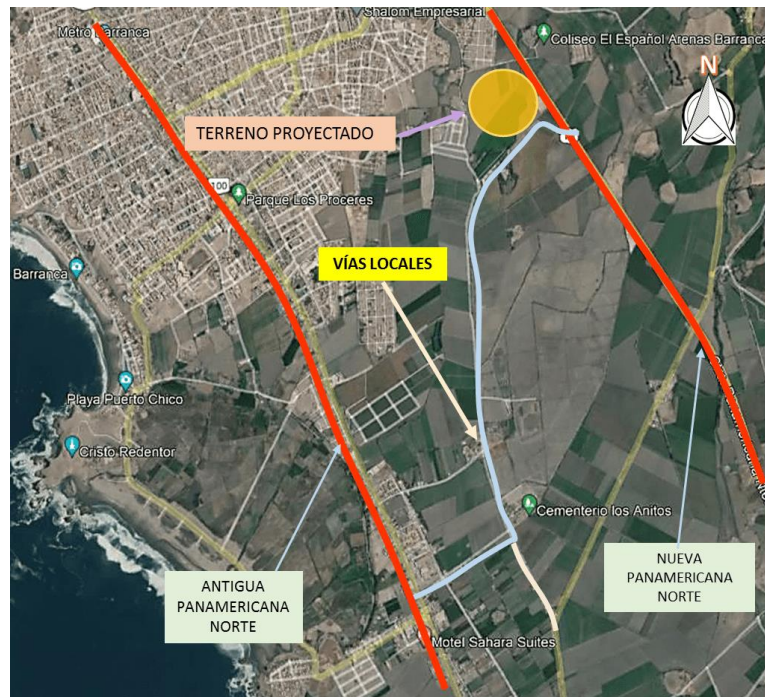 Metro Barranca
Shalom Empresarial
Coliseo El Español Arenas Barranca
N
TERRENO PROYECTADO
100
Parque Los Proceres
VÍAS LOCALES
Barranca
Playa Puerto Chico
Cristo Redentor
Cementerio los Anitos
ANTIGUA
PANAMERICANA
NORTE
NUEVA
PANAMERICANA
NORTE
Motel Sahara Suites